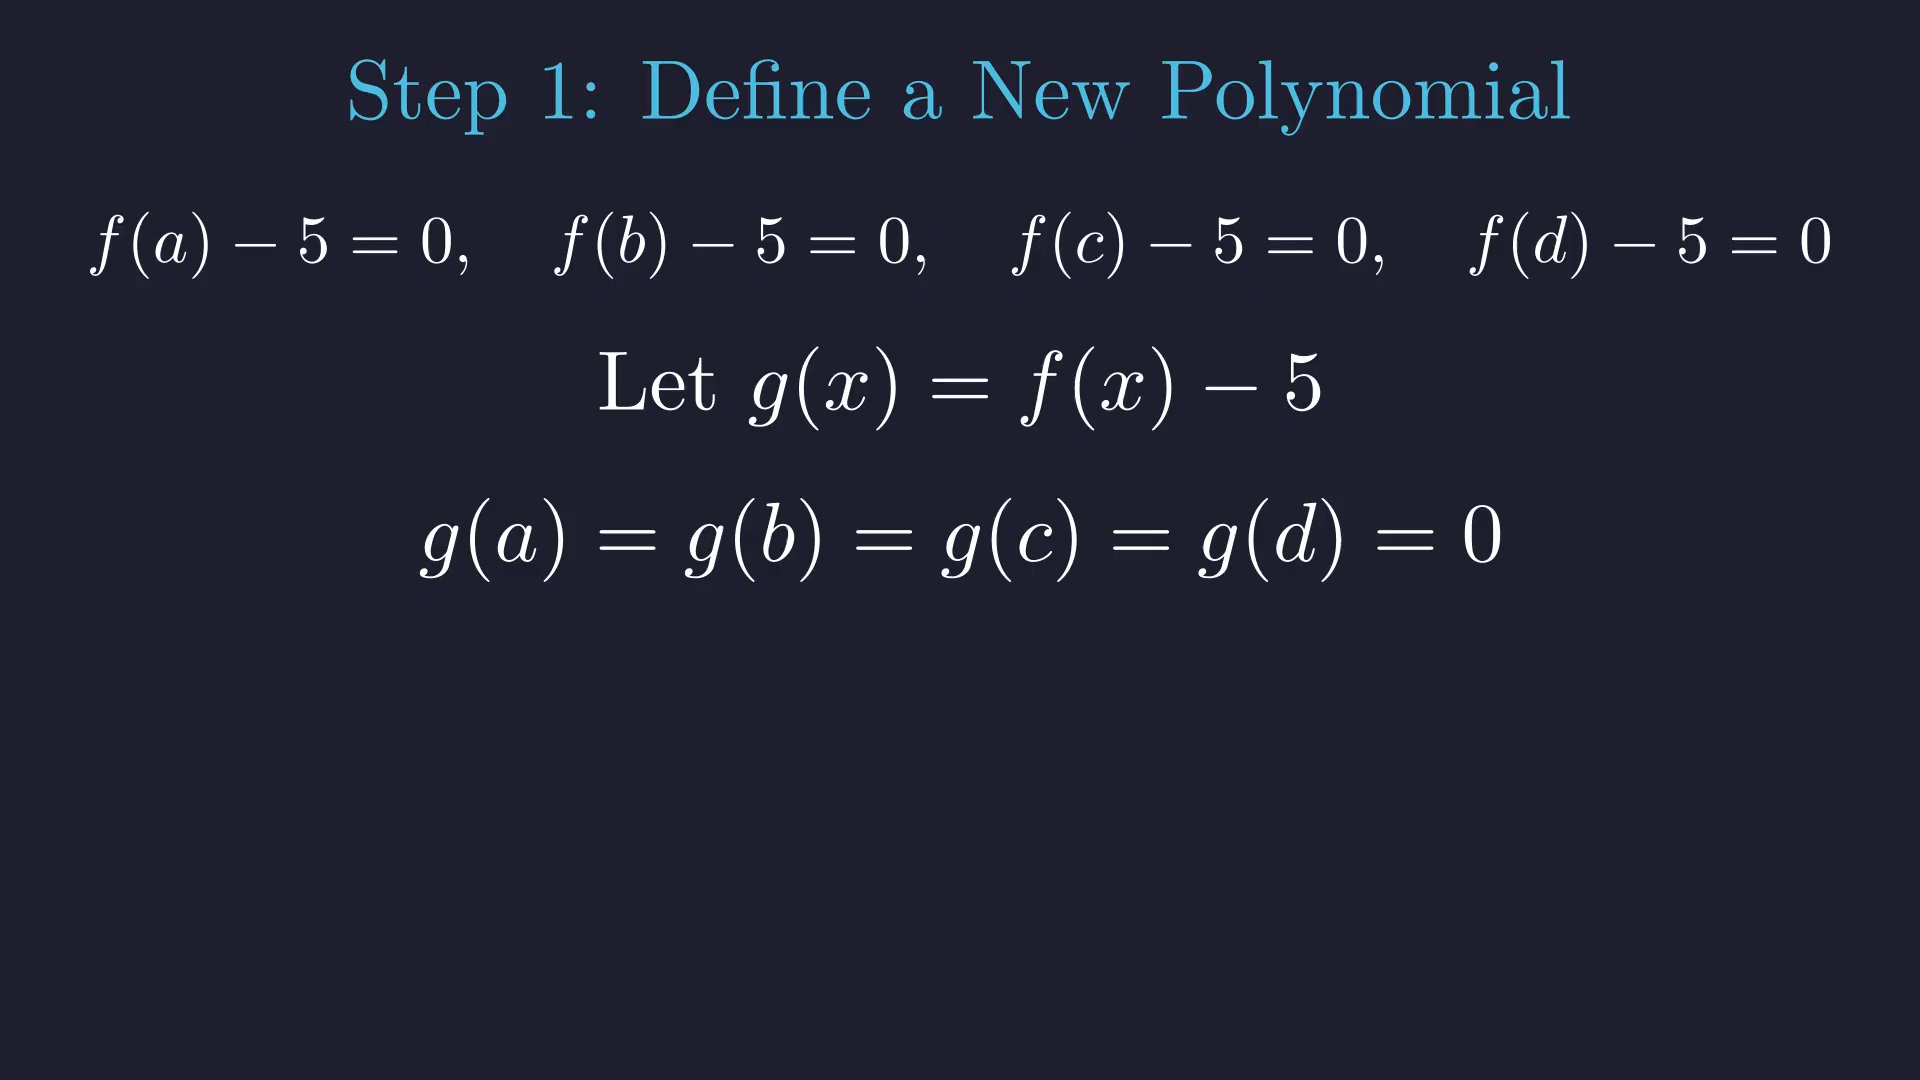 Step 1: Define a New Polynomial
f(a) − 5 = 0, f(b) − 5 = 0, f(c) − 5 = 0, f(d) − 5 = 0
Let g(x) = f(x) − 5
g(a) = g(b) = g(c) = g(d) = 0